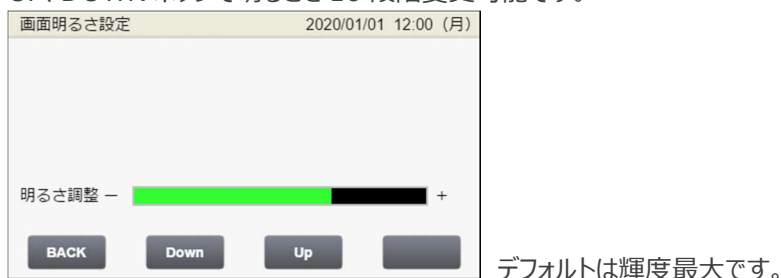 画面明るさ設定 2020/01/01 12:00（月）
明るさ調整 － +
BACK Down Up
デフォルトは輝度最大です。